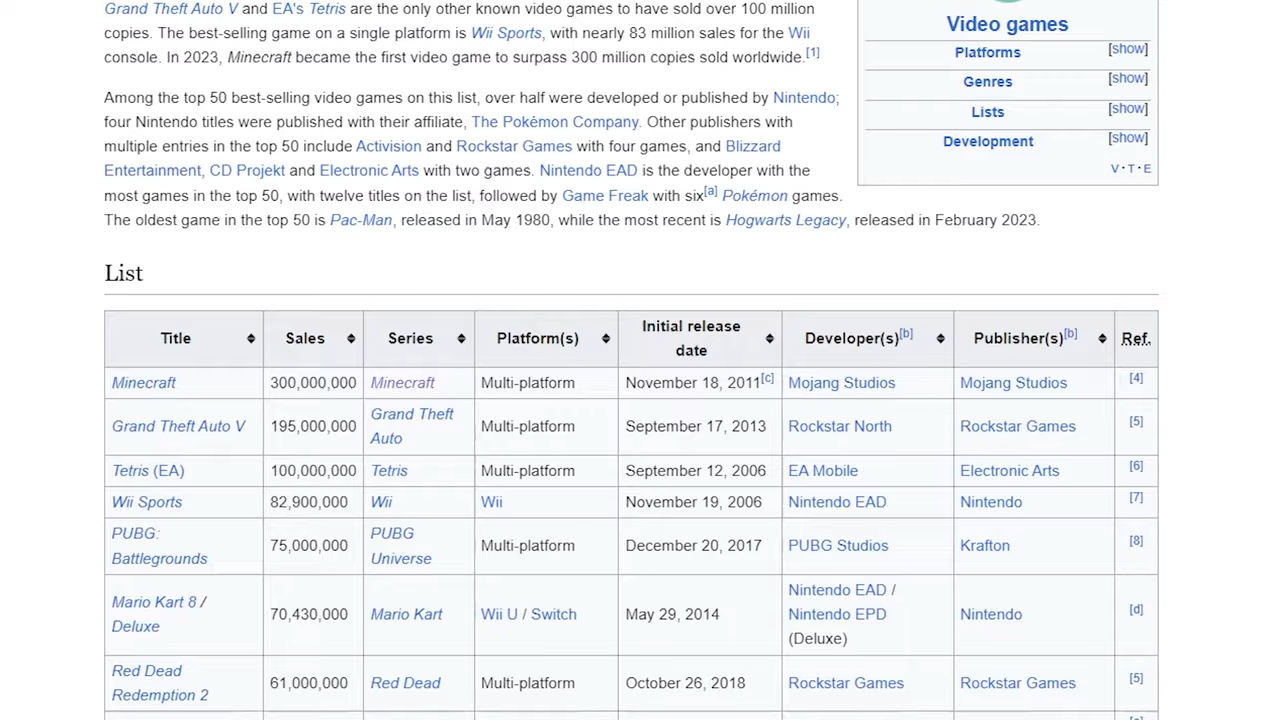 Grand Theft Auto V and EA's Tetris are the only other known video games to have sold over 100 million
copies. The best-selling game on a single platform is Wii Sports, with nearly 83 million sales for the Wii
console. In 2023, Minecraft became the first video game to surpass 300 million copies sold worldwide.[1]
Among the top 50 best-selling video games on this list, over half were developed or published by Nintendo;
four Nintendo titles were published with their affiliate, The Pokémon Company. Other publishers with
multiple entries in the top 50 include Activision and Rockstar Games with four games, and Blizzard
Entertainment, CD Projekt and Electronic Arts with two games. Nintendo EAD is the developer with the
most games in the top 50, with twelve titles on the list, followed by Game Freak with six[a] Pokémon games.
The oldest game in the top 50 is Pac-Man, released in May 1980, while the most recent is Hogwarts Legacy, released in February 2023.
Video games
Platforms [show]
Genres [show]
Lists [show]
Development [show]
V·T·E
List
Title Sales Series Platform(s) Initial release date Developer(s)[b] Publisher(s)[b] Ref.
Minecraft 300,000,000 Minecraft Multi-platform November 18, 2011[c] Mojang Studios Mojang Studios [4]
Grand Theft Auto V 195,000,000 Grand Theft Auto Multi-platform September 17, 2013 Rockstar North Rockstar Games [5]
Tetris (EA) 100,000,000 Tetris Multi-platform September 12, 2006 EA Mobile Electronic Arts [6]
Wii Sports 82,900,000 Wii Wii November 19, 2006 Nintendo EAD Nintendo [7]
PUBG: Battlegrounds 75,000,000 PUBG Universe Multi-platform December 20, 2017 PUBG Studios Krafton [8]
Mario Kart 8 / Deluxe 70,430,000 Mario Kart Wii U / Switch May 29, 2014 Nintendo EAD / Nintendo EPD (Deluxe) Nintendo [d]
Red Dead Redemption 2 61,000,000 Red Dead Multi-platform October 26, 2018 Rockstar Games Rockstar Games [5]